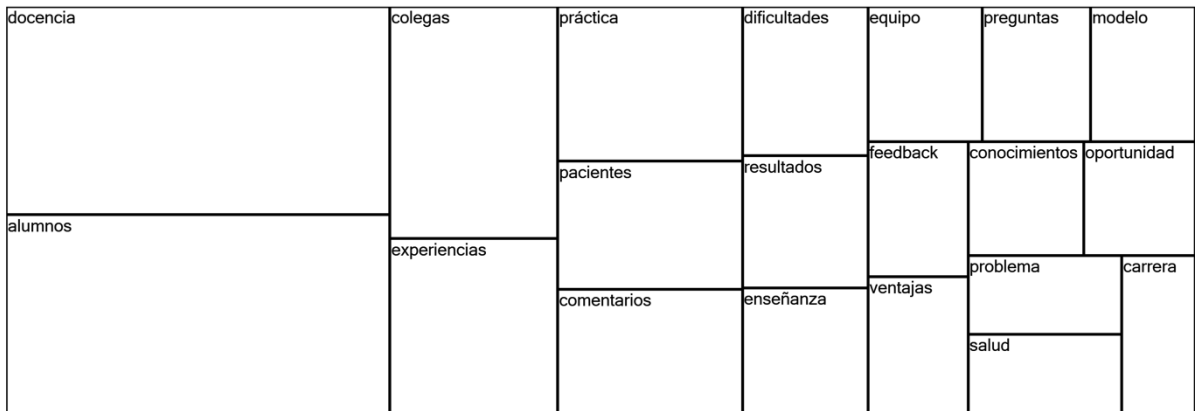 docencia
alumnos
colegas
experiencias
práctica
pacientes
comentarios
dificultades
resultados
enseñanza
equipo
preguntas
modelo
feedback
ventajas
conocimientos
oportunidad
problema
salud
carrera